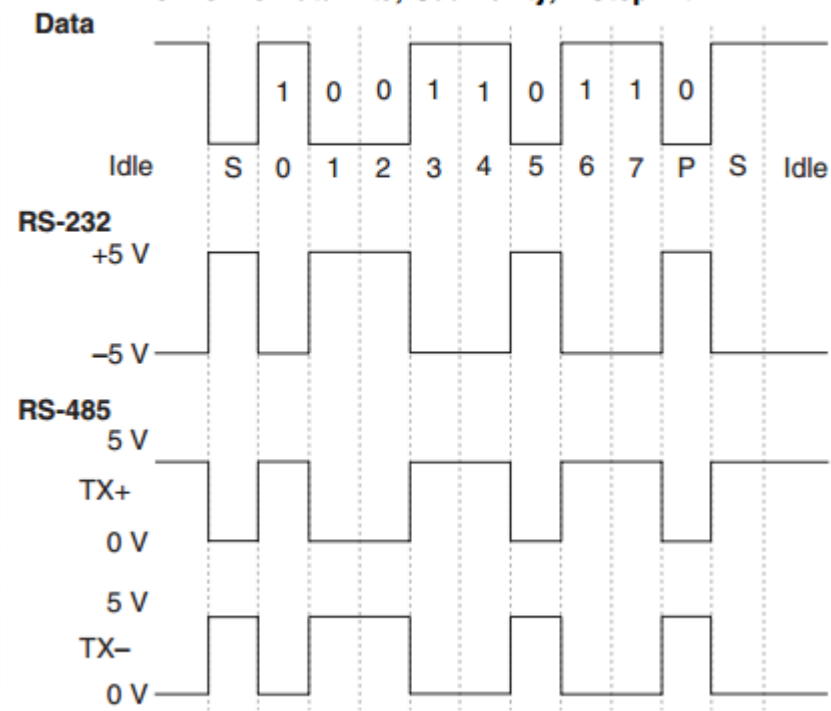 Data
1 0 0 1 1 0 1 1 0
Idle S 0 1 2 3 4 5 6 7 P S Idle
RS-232
+5 V
–5 V
RS-485
5 V
TX+
0 V
5 V
TX–
0 V